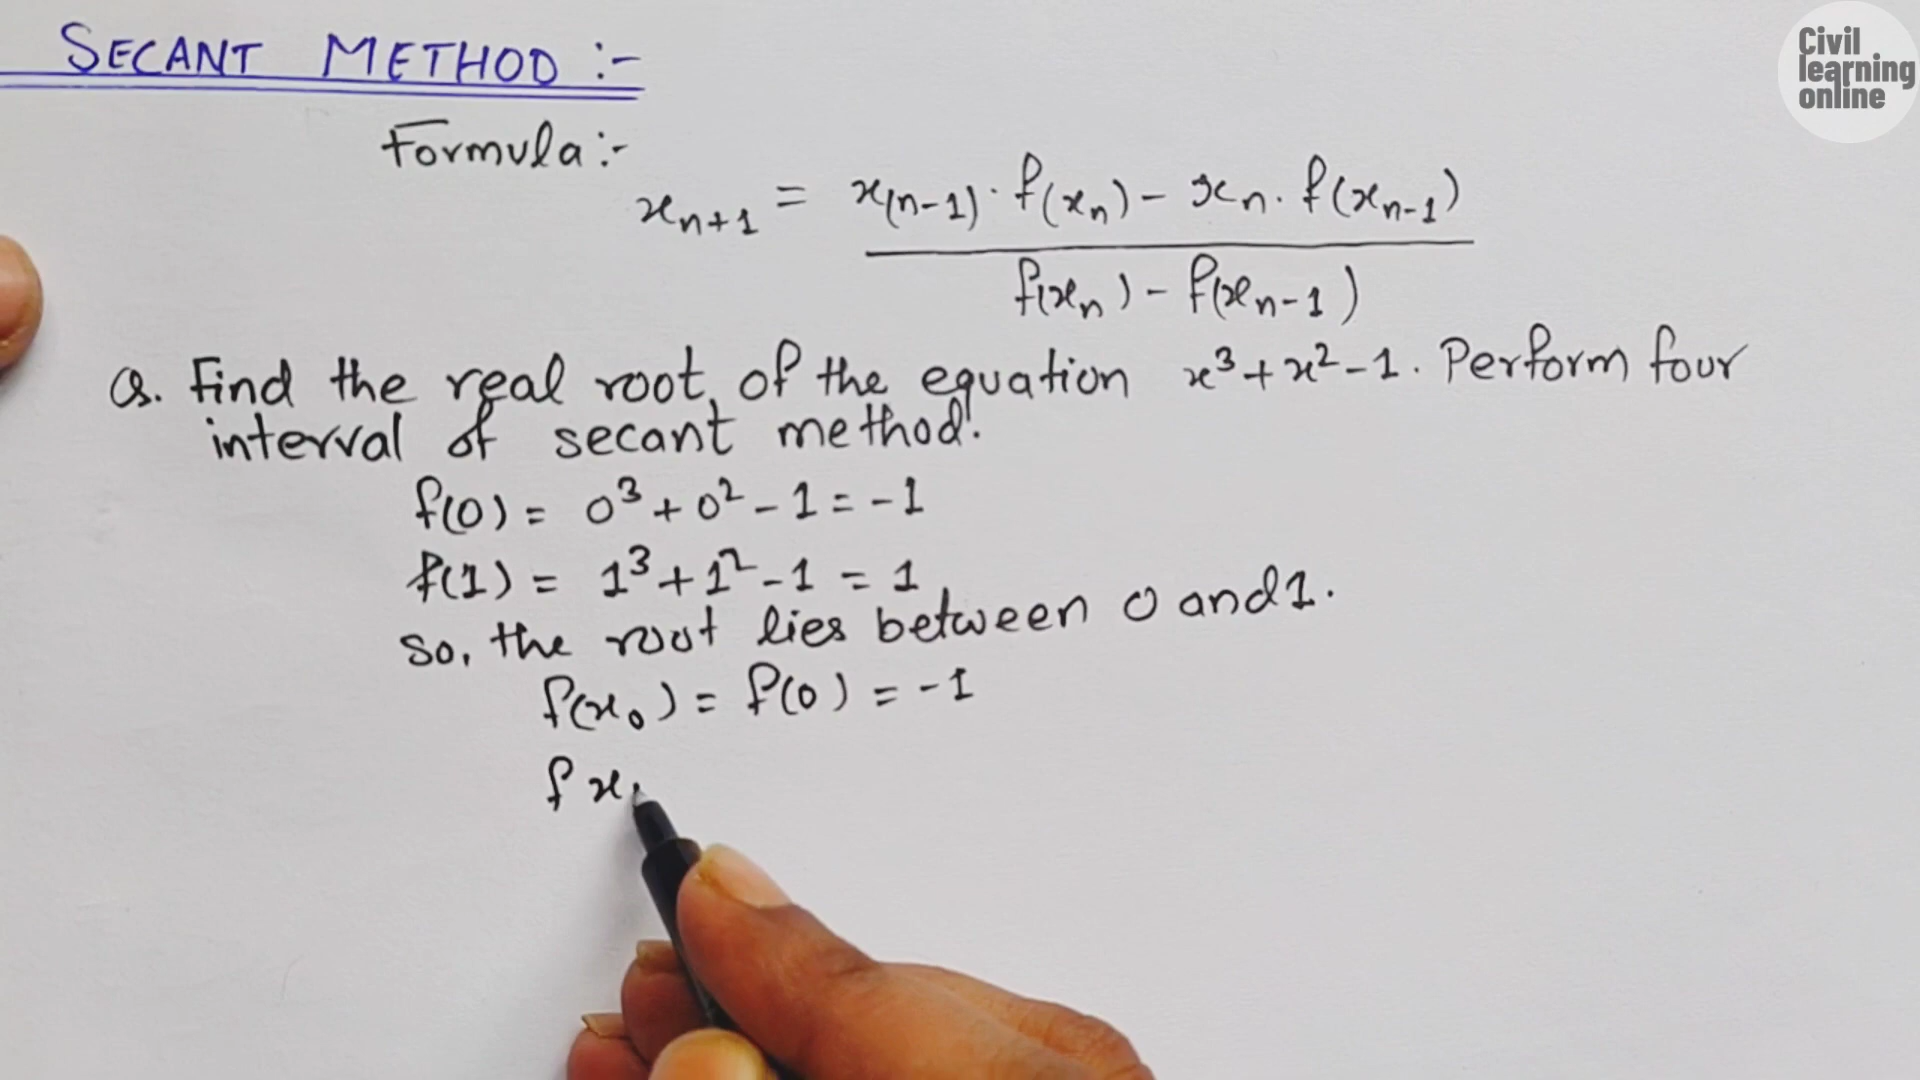 SECANT METHOD :-
Civil
learning
online
Formula :-
xₙ₊₁ = x₍ₙ₋₁₎ · f(xₙ) - xₙ · f(xₙ₋₁)
f(xₙ) - f(xₙ₋₁)
Q. Find the real root of the equation x³+x²-1. Perform four
interval of secant method.
f(0) = 0³+0²-1 = -1
f(1) = 1³+1²-1 = 1
So, the root lies between 0 and 1.
f(x₀) = f(0) = -1
f x